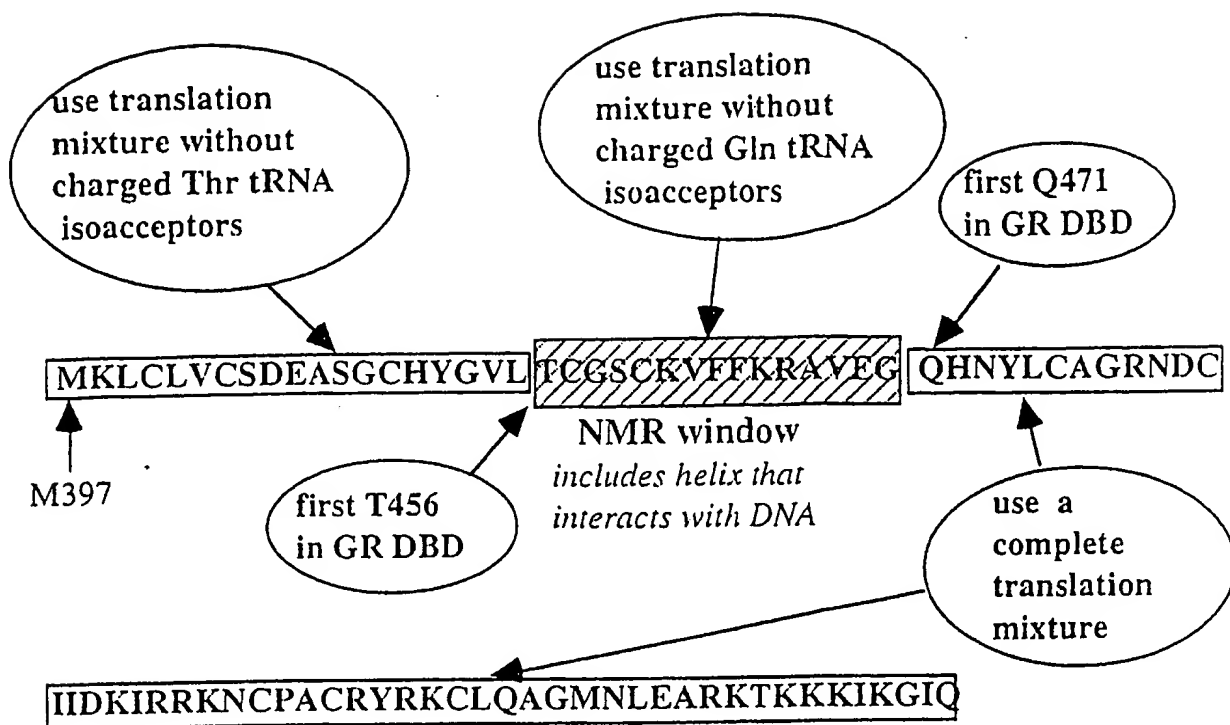 use translation
mixture without
charged Thr tRNA
isoacceptors
use translation
mixture without
charged Gln tRNA
isoacceptors
first Q471
in GR DBD
MKLCLVCSDEASGCHYGVL
TCGSCKVFFKRAVEG
QHNYLCAGRNDC
M397
first T456
in GR DBD
NMR window
includes helix that
interacts with DNA
use a
complete
translation
mixture
IIDKIRRKNCPACRYRKCLQAGMNLEARKTKKKIKGIQ